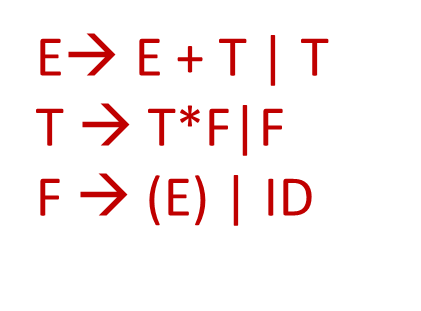 E→ E + T | T
T → T*F|F
F → (E) | ID